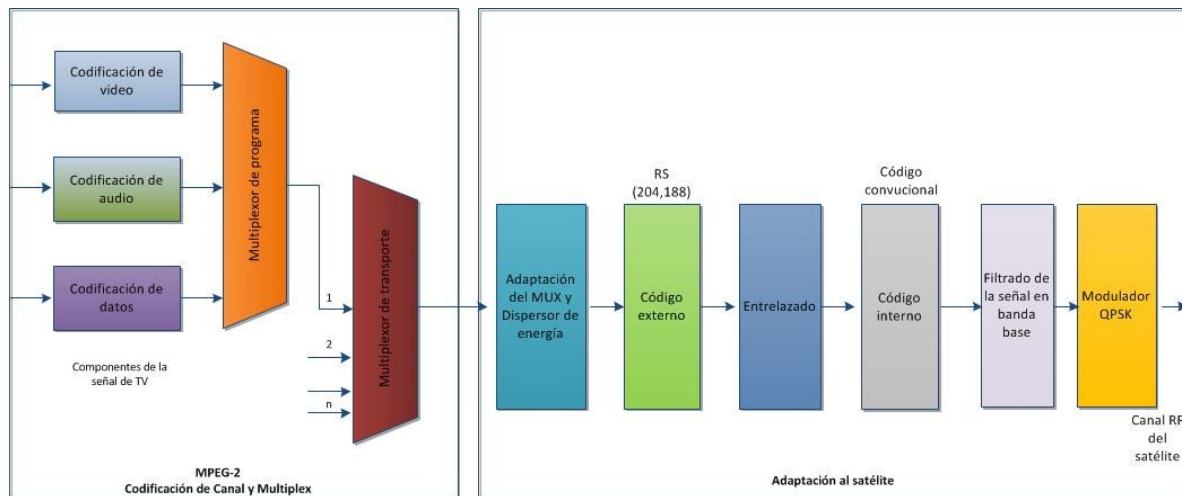 Codificación de
video
Codificación de
audio
Codificación de
datos
Componentes de la
señal de TV
Multiplexor de programa
1
2
n
Multiplexor de transporte
MPEG-2
Codificación de Canal y Multiplex
Adaptación
del MUX y
Dispersor de
energía
RS
(204,188)
Código
externo
Entrelazado
Código
convucional
Código
interno
Filtrado de
la señal en
banda
base
Modulador
QPSK
Canal RF
del
satélite
Adaptación al satélite